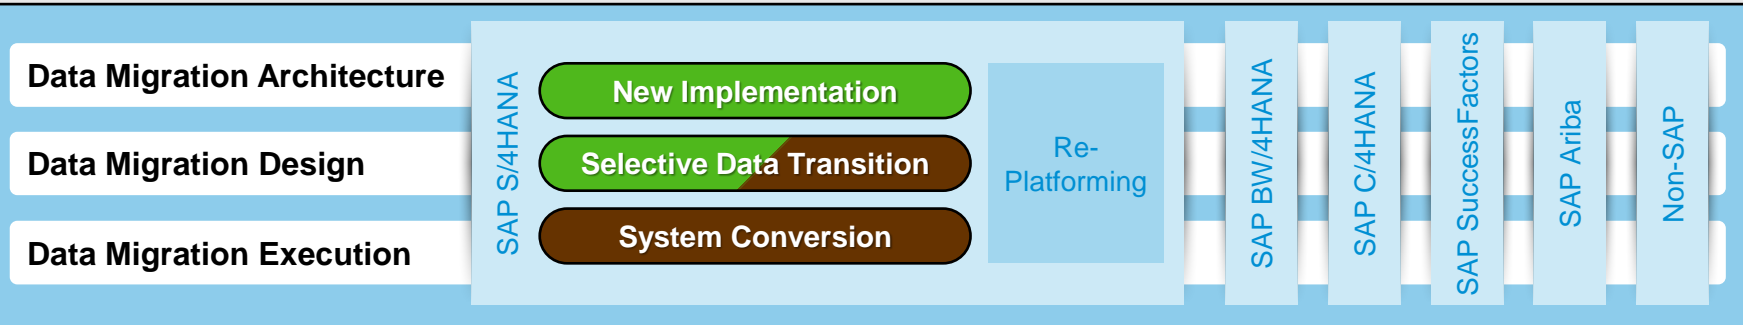 Data Migration Architecture
Data Migration Design
Data Migration Execution
SAP S/4HANA
New Implementation
Selective Data Transition
System Conversion
Re-
Platforming
SAP BW/4HANA
SAP C/4HANA
SAP SuccessFactors
SAP Ariba
Non-SAP